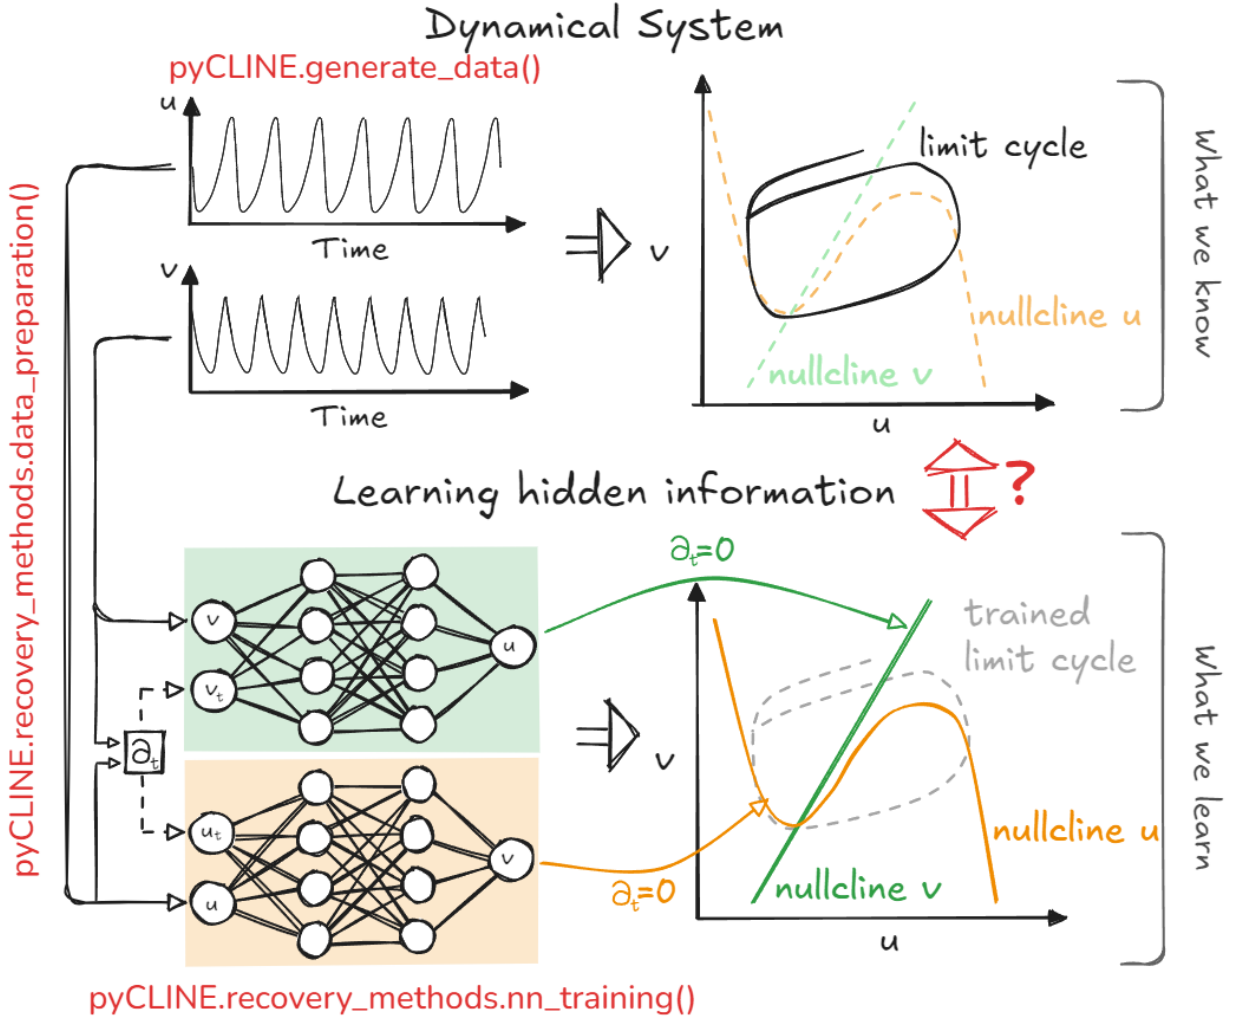 Dynamical System
pyCLINE.generate_data()
u
Time
v
Time
v
limit cycle
nullcline u
nullcline v
u
What we know
pyCLINE.recovery_methods.data_preparation()
?
Learning hidden information
∂t=0
v
vt
u
∂t
ut
u
v
∂t=0
v
trained
limit cycle
nullcline u
nullcline v
u
What we learn
pyCLINE.recovery_methods.nn_training()